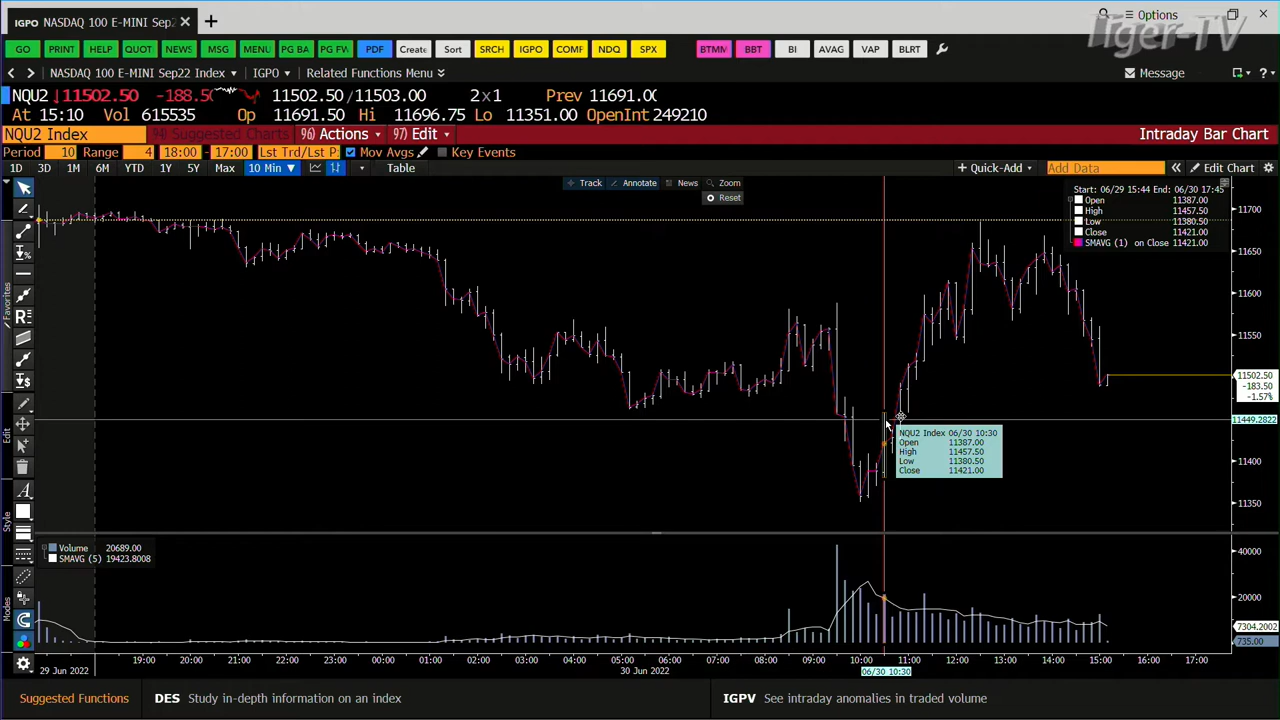 IGPO NASDAQ 100 E-MINI Sep2 × +
Options
Tiger-TV
GO PRINT HELP QUOT NEWS MSG MENU PG BA PG FW PDF Create Sort SRCH IGPO COMF NDQ SPX BTMM BBT BI AVAG VAP BLRT
NASDAQ 100 E-MINI Sep22 Index IGPO Related Functions Menu Message
NQU2 ↓11502.50 -188.50 11502.50/11503.00 2×1 Prev 11691.00
At 15:10 Vol 615535 Op 11691.50 Hi 11696.75 Lo 11351.00 OpenInt 249210
NQU2 Index 94) Suggested Charts 96) Actions 97) Edit Intraday Bar Chart
Period 10 Range 4 18:00 - 17:00 Lst Trd/Lst P Mov Avgs Key Events
1D 3D 1M 6M YTD 1Y 5Y Max 10 Min Table + Quick-Add Add Data « Edit Chart
Track Annotate News Zoom
Reset
Start: 06/29 15:44 End: 06/30 17:45
Open 11387.00
High 11457.50
Low 11380.50
Close 11421.00
SMAVG (1) on Close 11421.00
11700
11650
11600
11550
11502.50
-183.50
-1.57%
11449.2822
11400
11350
NQU2 Index 06/30 10:30
Open 11387.00
High 11457.50
Low 11380.50
Close 11421.00
Favorites
Edit
Style
Modes
Volume 20689.00
SMAVG (5) 19423.8008
40000
20000
7304.2002
735.00
19:00 20:00 21:00 22:00 23:00 00:00 01:00 02:00 03:00 04:00 05:00 06:00 07:00 08:00 09:00 10:00 11:00 12:00 13:00 14:00 15:00 16:00 17:00
29 Jun 2022 30 Jun 2022 06/30 10:30
Suggested Functions DES Study in-depth information on an index IGPV See intraday anomalies in traded volume